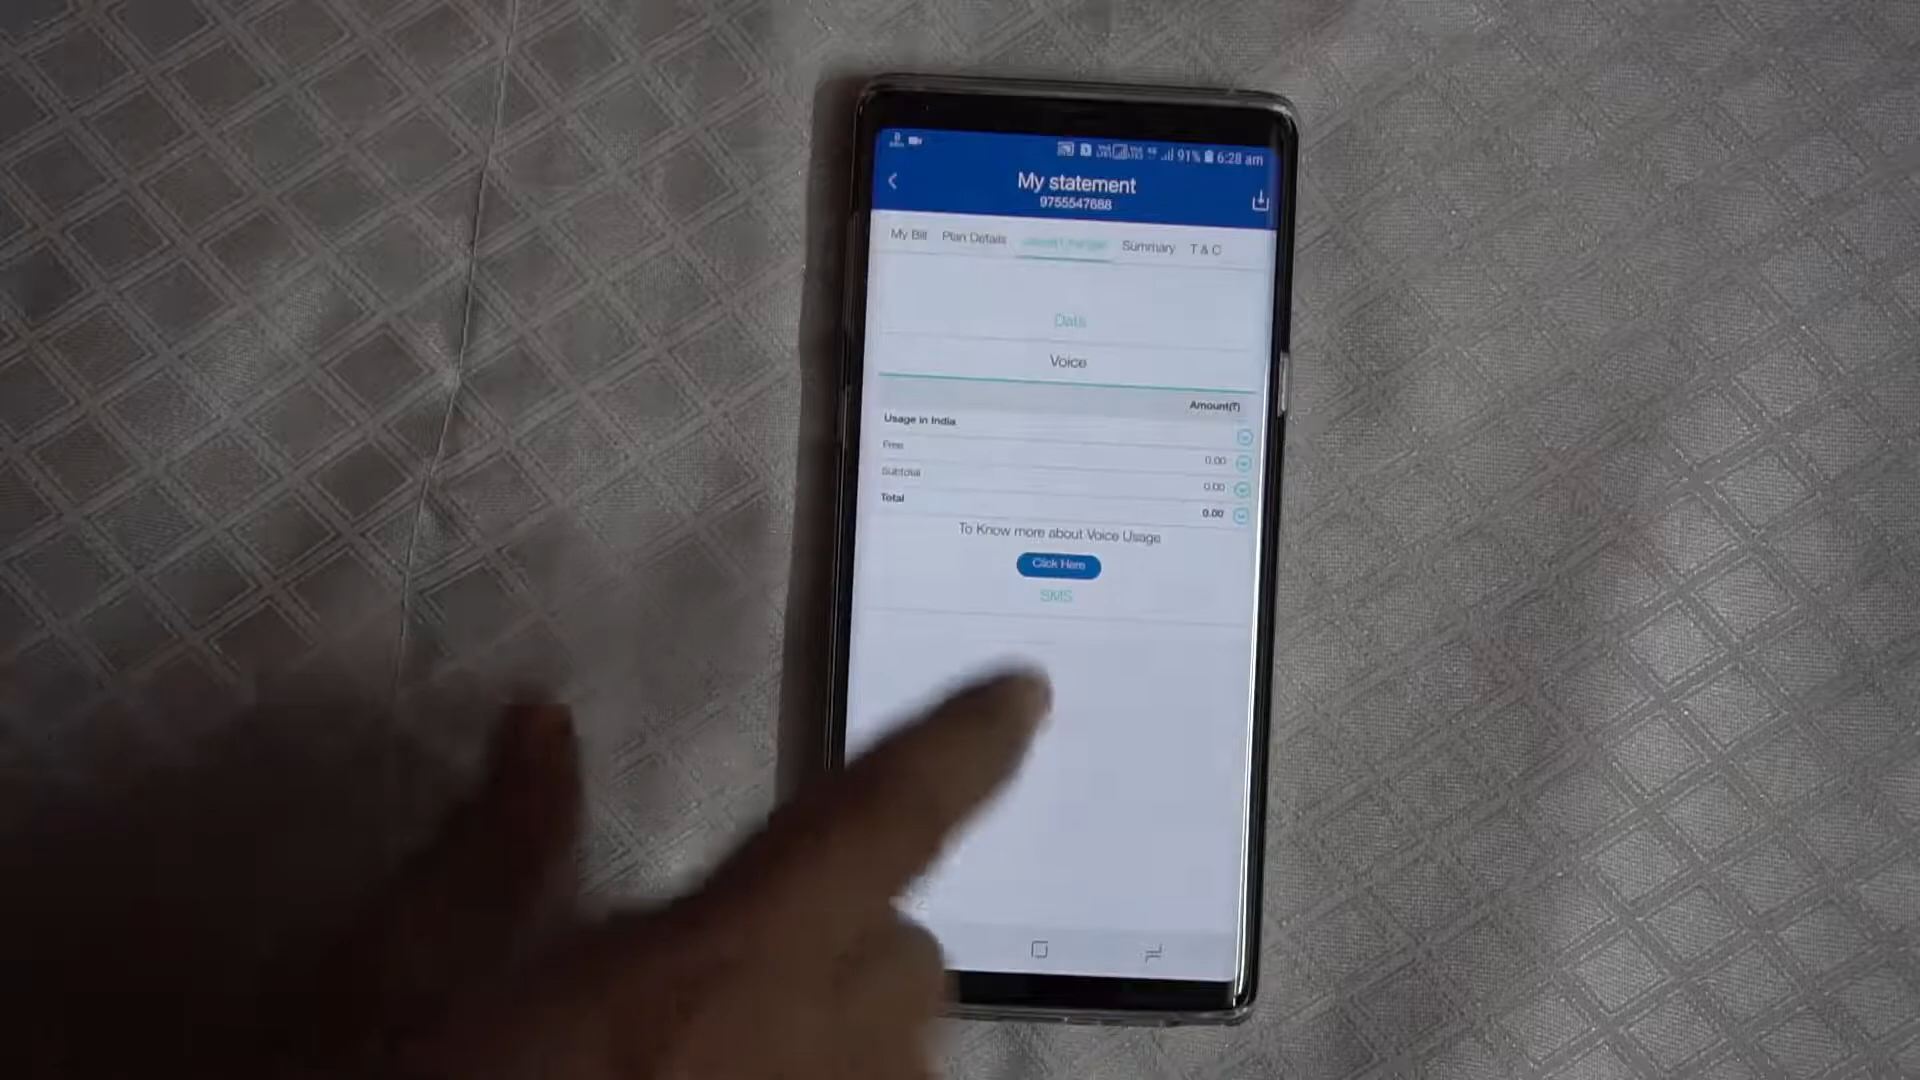 91% 6:28 am
My statement
9755547688
My Bill Plan Details Summary T & C
Data
Voice
Amount(₹)
Usage in India
Free 0.00
Subtotal 0.00
Total 0.00
To Know more about Voice Usage
Click Here
SMS